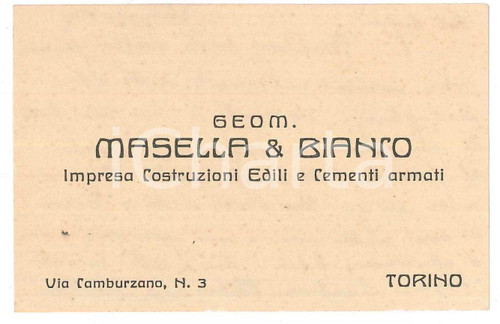 GEOM.
MASELLA & BIANCO
Impresa Costruzioni Edili e Cementi armati
Via Camburzano, N. 3
TORINO